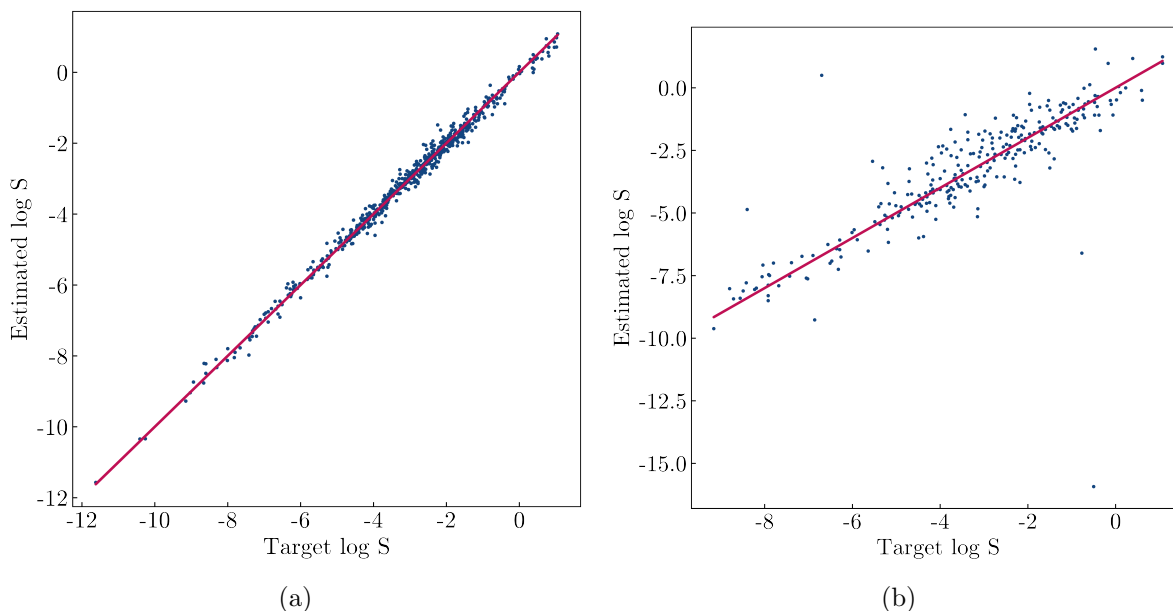 0
-2
-4
-6
-8
-10
-12
-12 -10 -8 -6 -4 -2 0
Estimated log S
Target log S
(a)
0.0
-2.5
-5.0
-7.5
-10.0
-12.5
-15.0
-8 -6 -4 -2 0
Estimated log S
Target log S
(b)